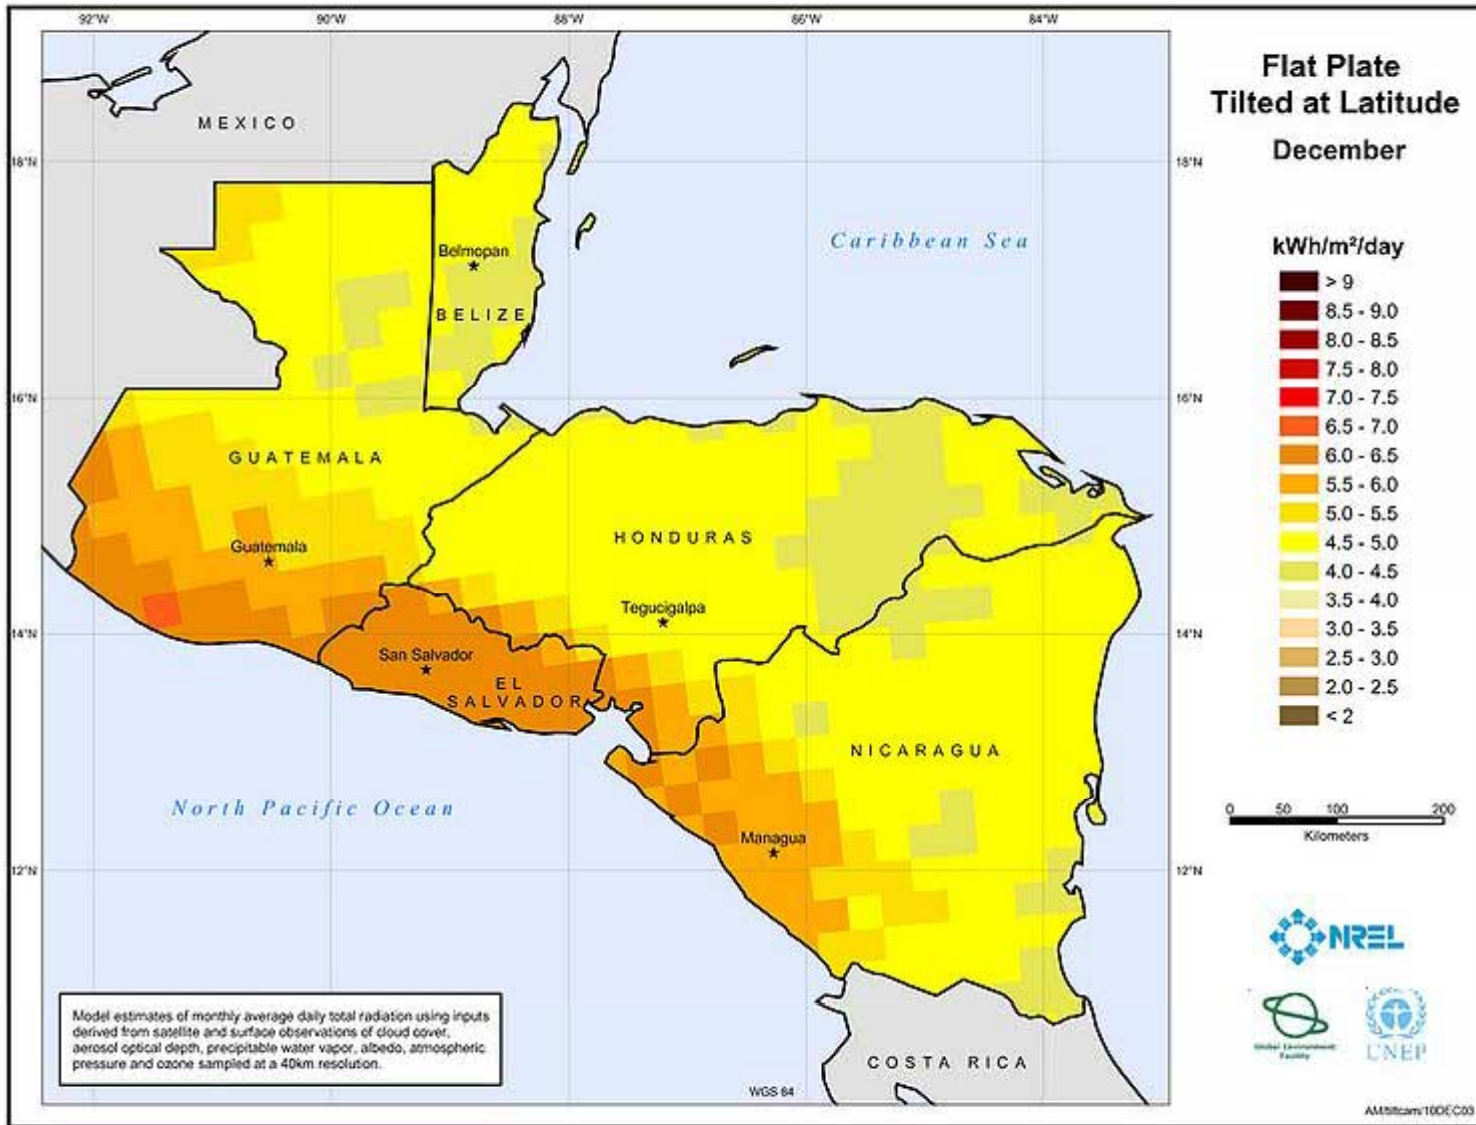 92°W 90°W 88°W 86°W 84°W
Flat Plate
Tilted at Latitude
December
MEXICO
18°N 18°N
Caribbean Sea
kWh/m²/day
> 9
8.5 - 9.0
8.0 - 8.5
7.5 - 8.0
7.0 - 7.5
6.5 - 7.0
6.0 - 6.5
5.5 - 6.0
5.0 - 5.5
4.5 - 5.0
4.0 - 4.5
3.5 - 4.0
3.0 - 3.5
2.5 - 3.0
2.0 - 2.5
< 2
Belmopan
BELIZE
16°N 16°N
GUATEMALA
Guatemala
HONDURAS
Tegucigalpa
14°N 14°N
San Salvador
EL
SALVADOR
NICARAGUA
North Pacific Ocean
Managua
0 50 100 200
Kilometers
12°N 12°N
NREL
Global Environment
Facility
UNEP
Model estimates of monthly average daily total radiation using inputs
derived from satellite and surface observations of cloud cover,
aerosol optical depth, precipitable water vapor, albedo, atmospheric
pressure and ozone sampled at a 40km resolution.
COSTA RICA
WGS 84
AM/tiltcam/10DEC03